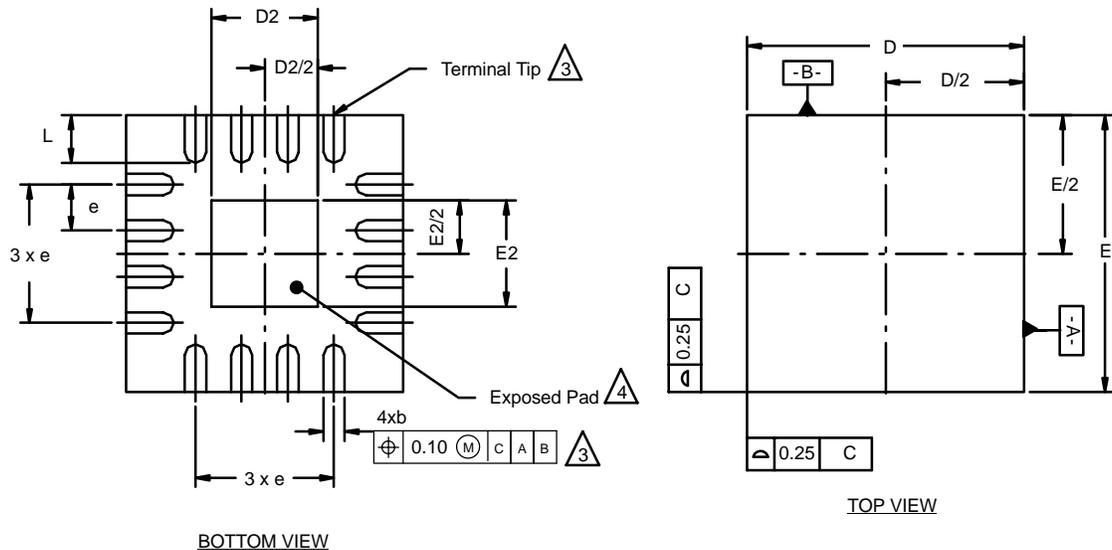 D2
D2/2
Terminal Tip 3
L
e
3 x e
E2/2
E2
Exposed Pad 4
4xb
0.10 M C A B 3
3 x e
BOTTOM VIEW
D
-B-
D/2
E/2
E
-A-
0.25 C
0.25 C
TOP VIEW